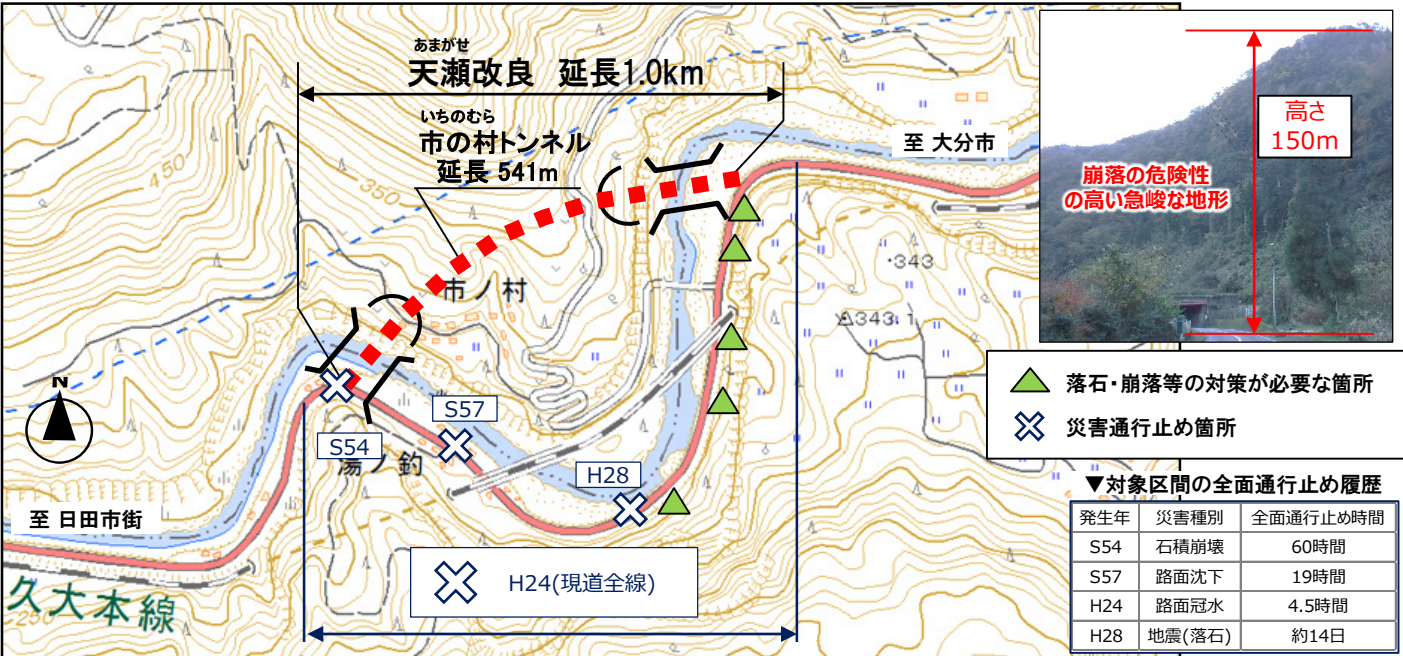 あまがせ
天瀬改良 延長1.0km
いちのむら
市の村トンネル
延長 541m
至 大分市
450
350
市ノ村
・343
△343.1
N
S54
S57
湯ノ釣
H28
至 日田市街
久大本線
250
H24(現道全線)
高さ
150m
崩落の危険性
の高い急峻な地形
落石・崩落等の対策が必要な箇所
災害通行止め箇所
▼対象区間の全面通行止め履歴
発生年 災害種別 全面通行止め時間
S54 石積崩壊 60時間
S57 路面沈下 19時間
H24 路面冠水 4.5時間
H28 地震(落石) 約14日